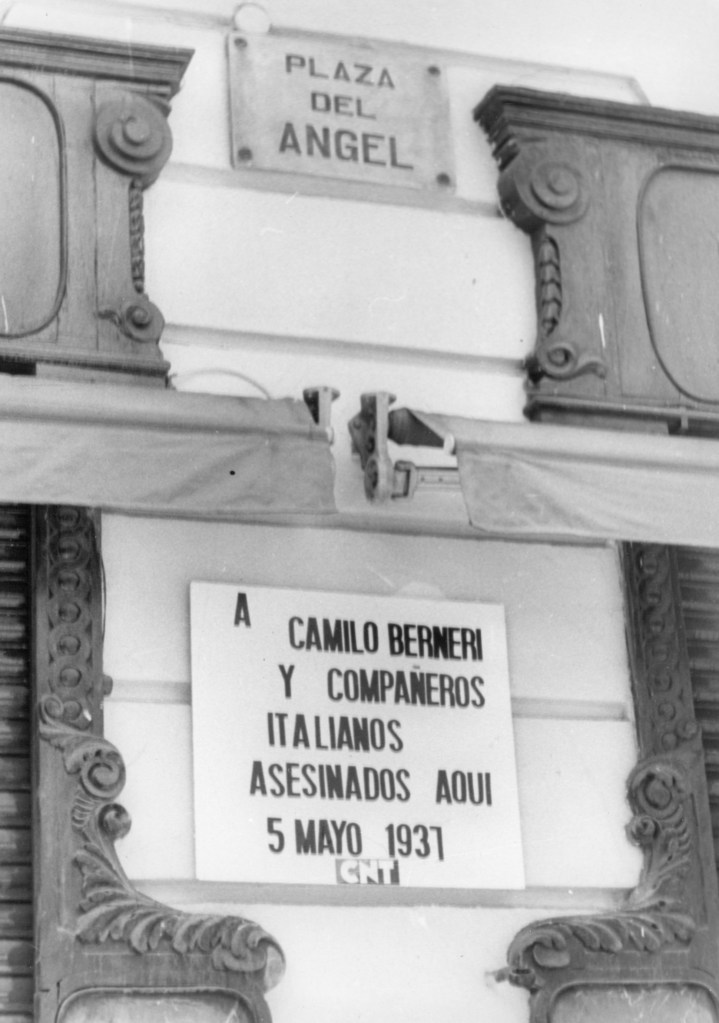 PLAZA
DEL
ANGEL
A
CAMILO BERNERI
Y COMPAÑEROS
ITALIANOS
ASESINADOS AQUI
5 MAYO 1937
CNT